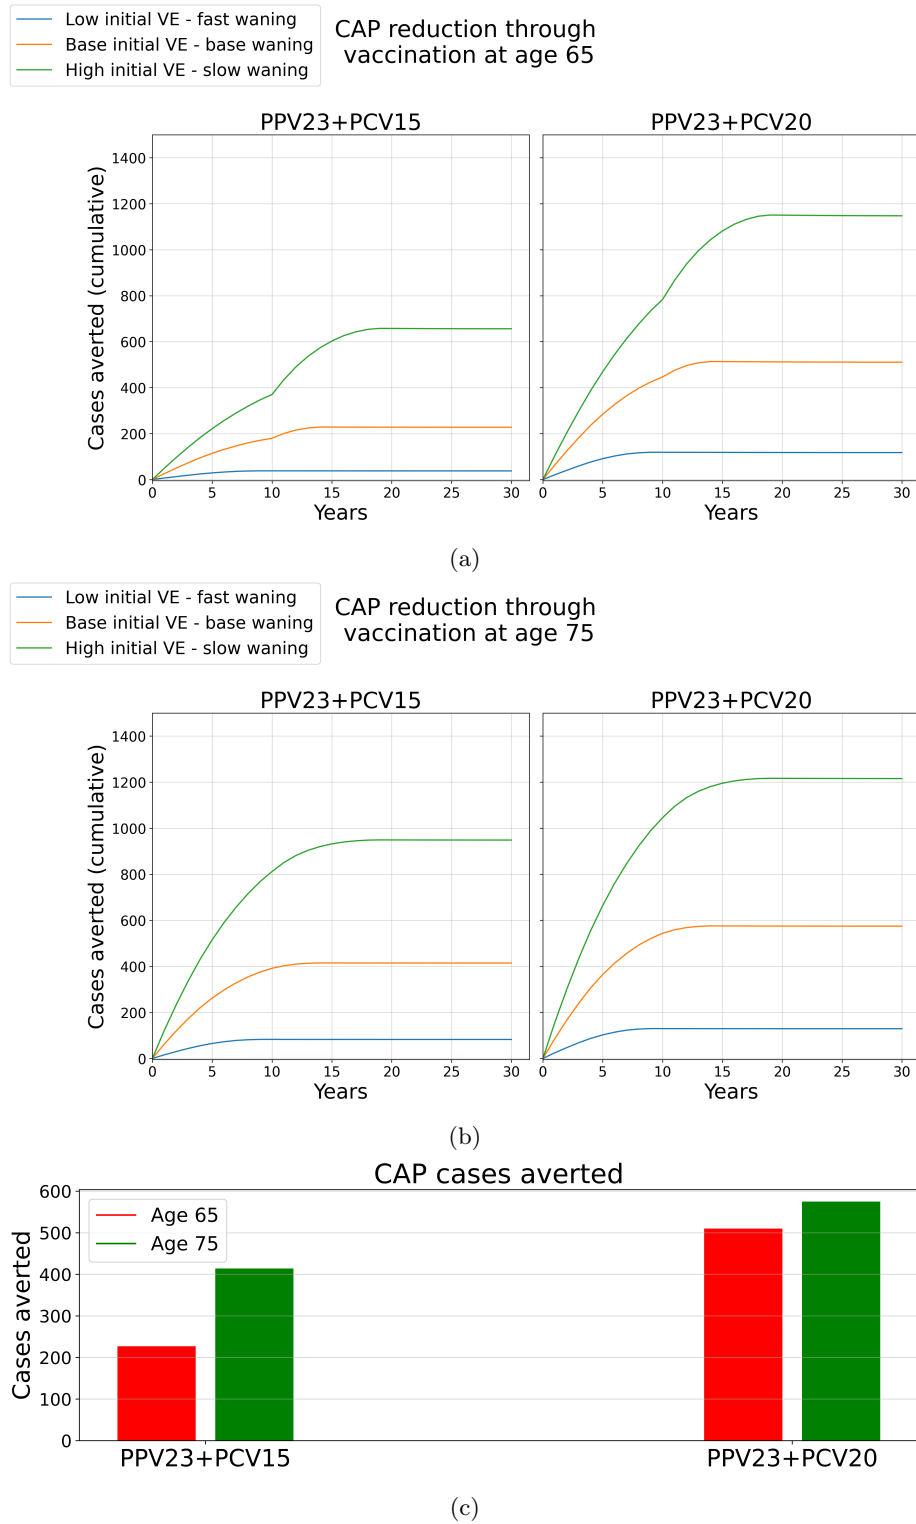 Low initial VE - fast waning
Base initial VE - base waning
High initial VE - slow waning
CAP reduction through
vaccination at age 65
PPV23+PCV15
PPV23+PCV20
Cases averted (cumulative)
1400
1200
1000
800
600
400
200
0
0 5 10 15 20 25 30
0 5 10 15 20 25 30
Years
Years
(a)
Low initial VE - fast waning
Base initial VE - base waning
High initial VE - slow waning
CAP reduction through
vaccination at age 75
PPV23+PCV15
PPV23+PCV20
Cases averted (cumulative)
1400
1200
1000
800
600
400
200
0
0 5 10 15 20 25 30
0 5 10 15 20 25 30
Years
Years
(b)
CAP cases averted
Age 65
Age 75
Cases averted
600
500
400
300
200
100
0
PPV23+PCV15
PPV23+PCV20
(c)